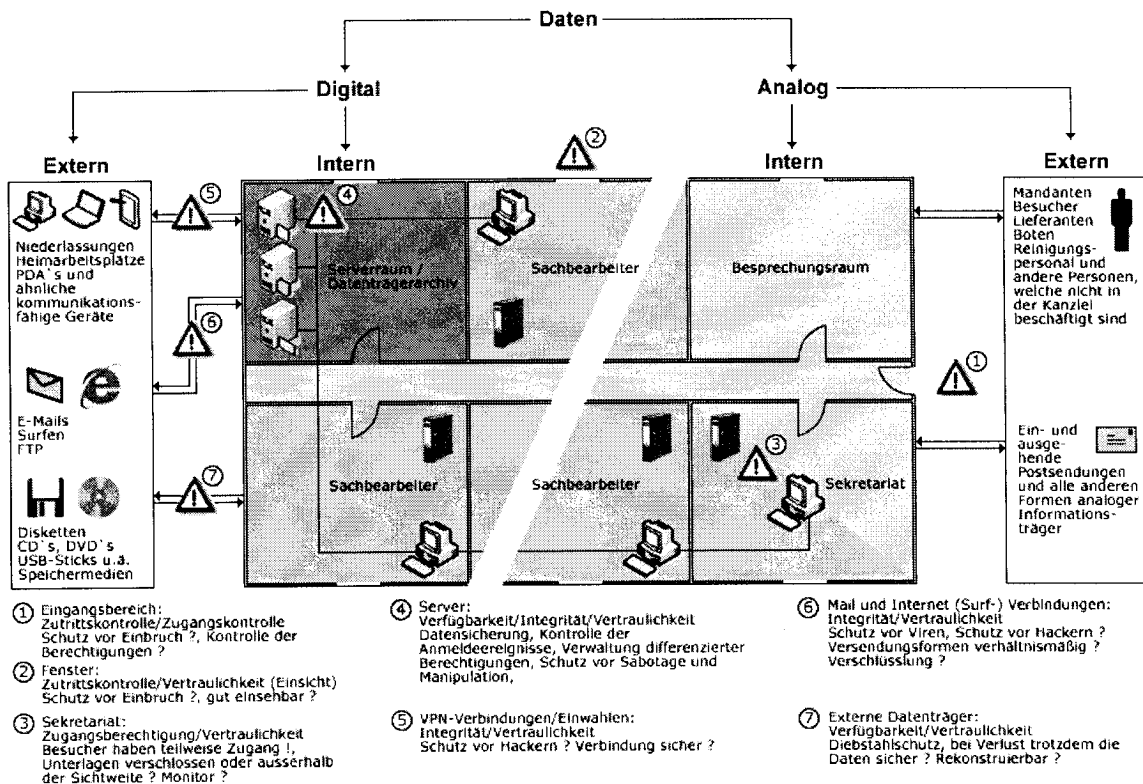 Daten
Digital
Analog
Extern
Intern
②
Intern
Extern
⑤
④
Niederlassungen
Heimarbeitsplätze
PDA`s und
ähnliche
kommunikations-
fähige Geräte
⑥
E-Mails
Surfen
FTP
⑦
Disketten
CD`s, DVD`s
USB-Sticks u.ä.
Speichermedien
Serverraum /
Datenträgerarchiv
Sachbearbeiter
Besprechungsraum
Sachbearbeiter
Sachbearbeiter
③
Sekretariat
Mandanten
Besucher
Lieferanten
Boten
Reinigungs-
personal und
andere Personen,
welche nicht in
der Kanzlei
beschäftigt sind
①
Ein- und
ausge-
hende
Postsendungen
und alle anderen
Formen analoger
Informations-
träger
① Eingangsbereich:
Zutrittskontrolle/Zugangskontrolle
Schutz vor Einbruch ?, Kontrolle der
Berechtigungen ?
② Fenster:
Zutrittskontrolle/Vertraulichkeit (Einsicht)
Schutz vor Einbruch ?, gut einsehbar ?
③ Sekretariat:
Zugangsberechtigung/Vertraulichkeit
Besucher haben teilweise Zugang !,
Unterlagen verschlossen oder ausserhalb
der Sichtweite ? Monitor ?
④ Server:
Verfügbarkeit/Integrität/Vertraulichkeit
Datensicherung, Kontrolle der
Anmeldeereignisse, Verwaltung differenzierter
Berechtigungen, Schutz vor Sabotage und
Manipulation,
⑤ VPN-Verbindungen/Einwahlen:
Integrität/Vertraulichkeit
Schutz vor Hackern ? Verbindung sicher ?
⑥ Mail und Internet (Surf-) Verbindungen:
Integrität/Vertraulichkeit
Schutz vor Viren, Schutz vor Hackern ?
Versendungsformen verhältnismäßig ?
Verschlüsslung ?
⑦ Externe Datenträger:
Verfügbarkeit/Vertraulichkeit
Diebstahlschutz, bei Verlust trotzdem die
Daten sicher ? Rekonstruierbar ?